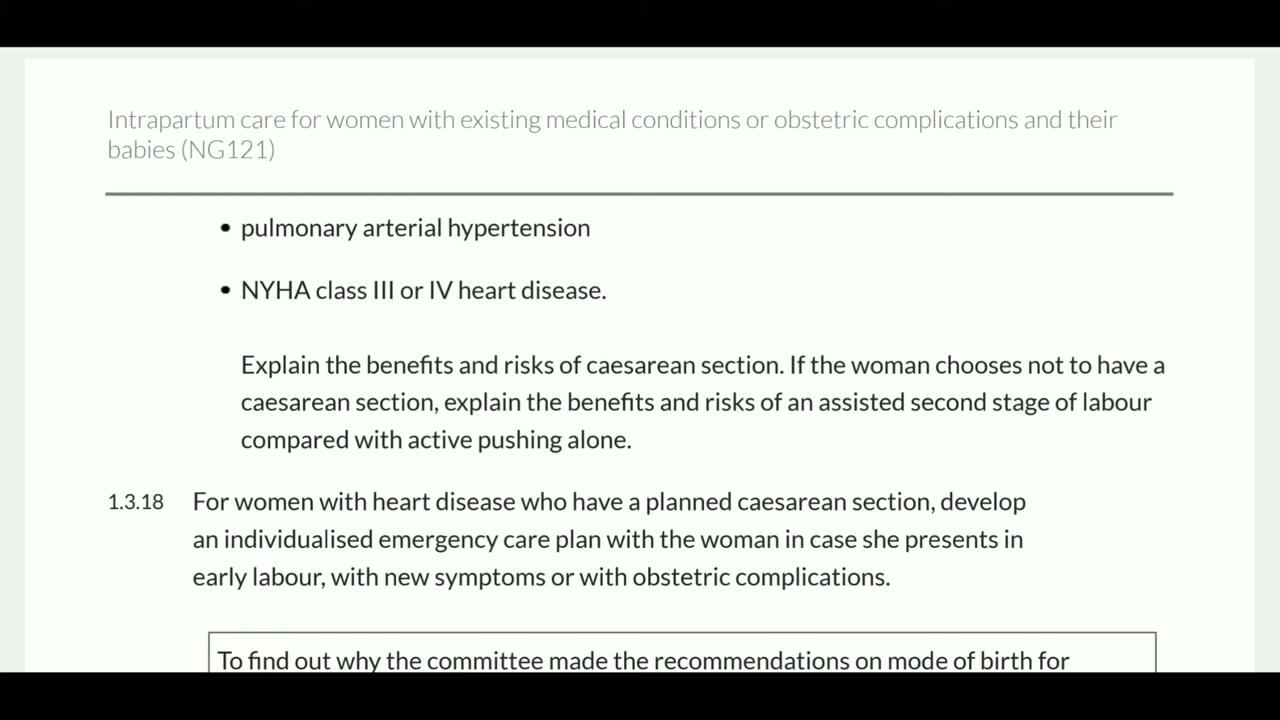 Intrapartum care for women with existing medical conditions or obstetric complications and their
babies (NG121)
• pulmonary arterial hypertension
• NYHA class III or IV heart disease.
Explain the benefits and risks of caesarean section. If the woman chooses not to have a
caesarean section, explain the benefits and risks of an assisted second stage of labour
compared with active pushing alone.
1.3.18 For women with heart disease who have a planned caesarean section, develop
an individualised emergency care plan with the woman in case she presents in
early labour, with new symptoms or with obstetric complications.
To find out why the committee made the recommendations on mode of birth for